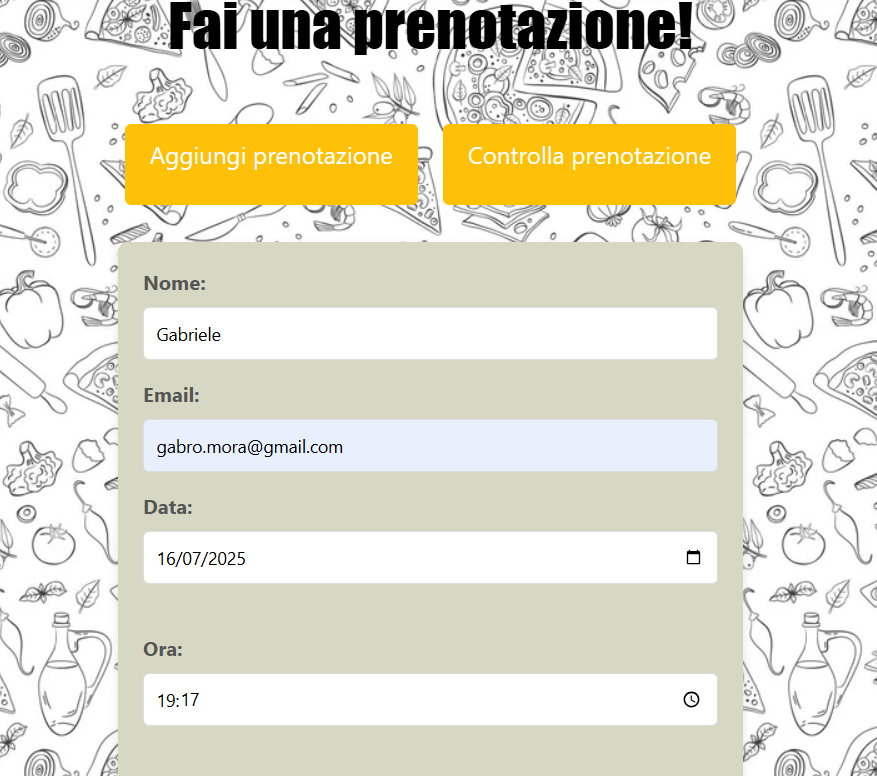 Fai una prenotazione!
Aggiungi prenotazione
Controlla prenotazione
Nome:
Gabriele
Email:
gabro.mora@gmail.com
Data:
16/07/2025
Ora:
19:17